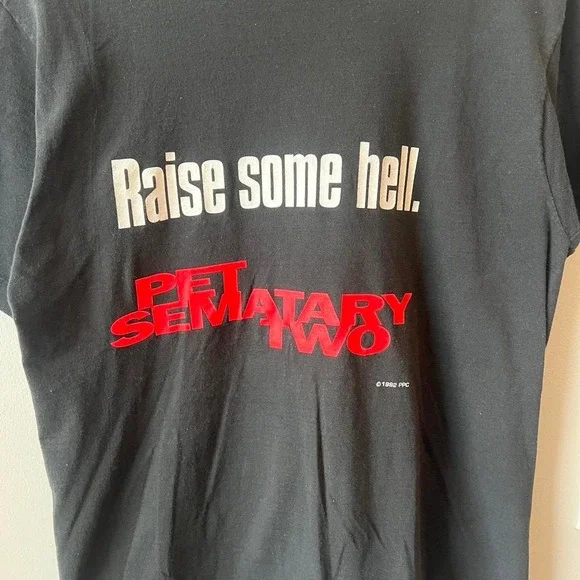 Raise some hell.
PET
SEMATARY
TWO
© 1992 PPC